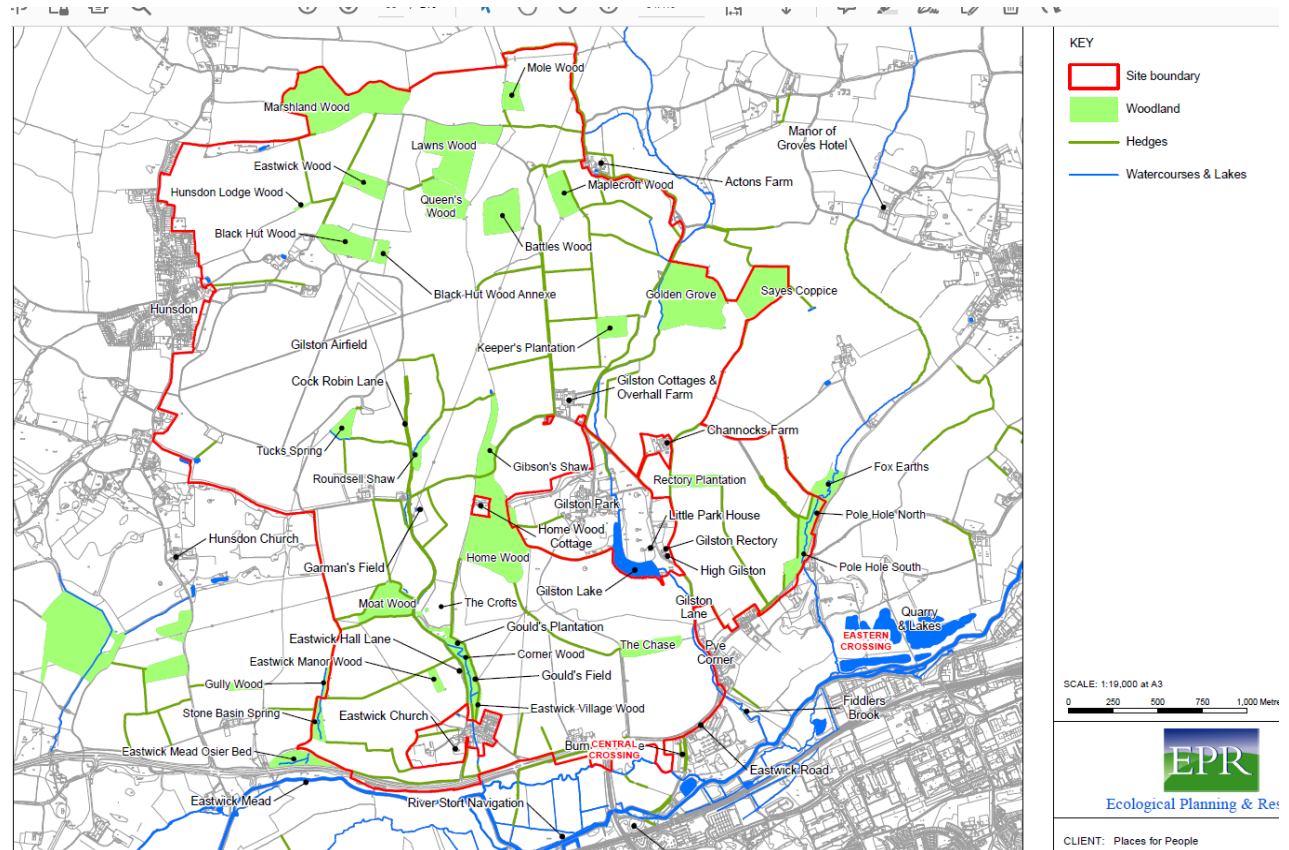 Mole Wood
Marshland Wood
Manor of
Groves Hotel
Lawns Wood
Eastwick Wood
Actons Farm
Maplecroft Wood
Hunsdon Lodge Wood
Queen's
Wood
Black Hut Wood
Battles Wood
Black Hut Wood Annexe
Golden Grove
Sayes Coppice
Hunsdon
Gilston Airfield
Keeper's Plantation
Cock Robin Lane
Gilston Cottages &
Overhall Farm
Channocks Farm
Tucks Spring
Gibson's Shaw
Fox Earths
Roundsell Shaw
Rectory Plantation
Gilston Park
Little Park House
Pole Hole North
Home Wood
Cottage
Hunsdon Church
Gilston Rectory
Home Wood
Garman's Field
High Gilston
Pole Hole South
Gilston Lake
Moat Wood
The Crofts
Gilston
Lane
Quarry
& Lakes
Gould's Plantation
EASTERN
CROSSING
Eastwick Hall Lane
The Chase
Pye
Corner
Corner Wood
Eastwick Manor Wood
Gould's Field
Gully Wood
Fiddlers
Brook
Eastwick Village Wood
Stone Basin Spring
Eastwick Church
CENTRAL
CROSSING
Eastwick Mead Osier Bed
Eastwick Road
Eastwick Mead
River Stort Navigation
KEY
Site boundary
Woodland
Hedges
Watercourses & Lakes
SCALE: 1:19,000 at A3
0 250 500 750 1,000 Metre
EPR
Ecological Planning & Res
CLIENT: Places for People